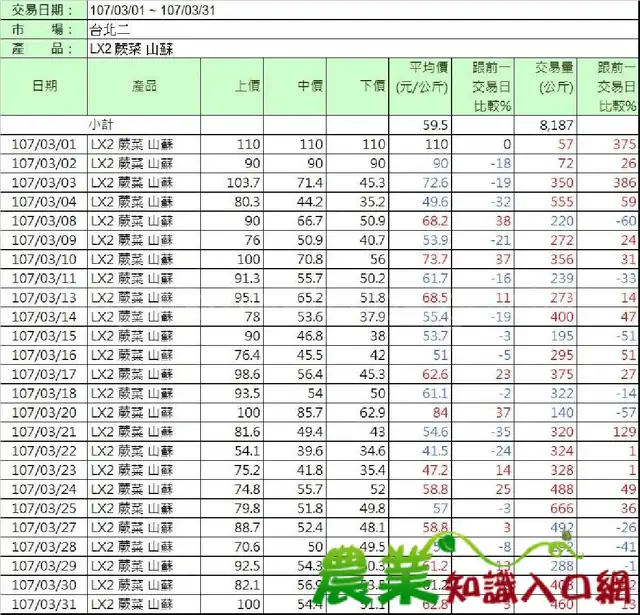 交易日期： 107/03/01 ~ 107/03/31
市　場： 台北二
產　品： LX2 蕨菜 山蘇
日期 產品 上價 中價 下價 平均價(元/公斤) 跟前一交易日比較% 交易量(公斤) 跟前一交易日比較%
小計 59.5 8,187
107/03/01 LX2 蕨菜 山蘇 110 110 110 110 0 57 375
107/03/02 LX2 蕨菜 山蘇 90 90 90 90 -18 72 26
107/03/03 LX2 蕨菜 山蘇 103.7 71.4 45.3 72.6 -19 350 386
107/03/04 LX2 蕨菜 山蘇 80.3 44.2 35.2 49.6 -32 555 59
107/03/08 LX2 蕨菜 山蘇 90 66.7 50.9 68.2 38 220 -60
107/03/09 LX2 蕨菜 山蘇 76 50.9 40.7 53.9 -21 272 24
107/03/10 LX2 蕨菜 山蘇 100 70.8 56 73.7 37 356 31
107/03/11 LX2 蕨菜 山蘇 91.3 55.7 50.2 61.7 -16 239 -33
107/03/13 LX2 蕨菜 山蘇 95.1 65.2 51.8 68.5 11 273 14
107/03/14 LX2 蕨菜 山蘇 78 53.6 37.9 55.4 -19 400 47
107/03/15 LX2 蕨菜 山蘇 90 46.8 38 53.7 -3 195 -51
107/03/16 LX2 蕨菜 山蘇 76.4 45.5 42 51 -5 295 51
107/03/17 LX2 蕨菜 山蘇 98.6 56.4 45.3 62.6 23 375 27
107/03/18 LX2 蕨菜 山蘇 93.5 54 50 61.1 -2 322 -14
107/03/20 LX2 蕨菜 山蘇 100 85.7 62.9 84 37 140 -57
107/03/21 LX2 蕨菜 山蘇 81.6 49.4 43 54.6 -35 320 129
107/03/22 LX2 蕨菜 山蘇 54.1 39.6 34.6 41.5 -24 324 1
107/03/23 LX2 蕨菜 山蘇 75.2 41.8 35.4 47.2 14 328 1
107/03/24 LX2 蕨菜 山蘇 74.8 55.7 52 58.8 25 488 49
107/03/25 LX2 蕨菜 山蘇 79.8 51.8 49.8 57 -3 666 36
107/03/27 LX2 蕨菜 山蘇 88.7 52.4 48.1 58.8 3 492 -26
107/03/28 LX2 蕨菜 山蘇 70.6 50 49.5 -8 -41
107/03/29 LX2 蕨菜 山蘇 92.5 288
107/03/30 LX2 蕨菜 山蘇 82.1
107/03/31 LX2 蕨菜 山蘇 100
農業知識入口網